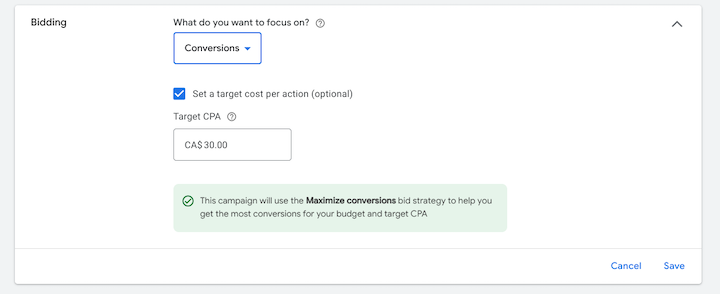 Bidding
What do you want to focus on?
Conversions
Set a target cost per action (optional)
Target CPA
CA$ 30.00
This campaign will use the Maximize conversions bid strategy to help you
get the most conversions for your budget and target CPA
Cancel Save